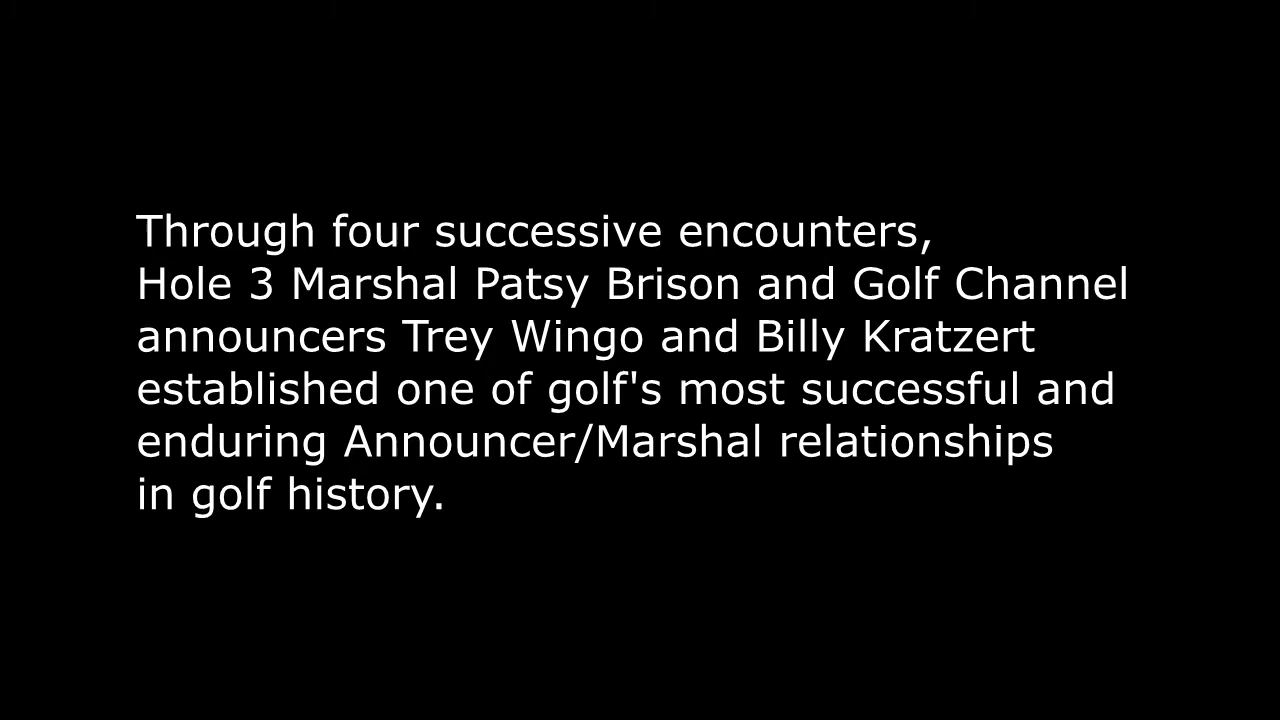 Through four successive encounters,
Hole 3 Marshal Patsy Brison and Golf Channel
announcers Trey Wingo and Billy Kratzert
established one of golf's most successful and
enduring Announcer/Marshal relationships
in golf history.